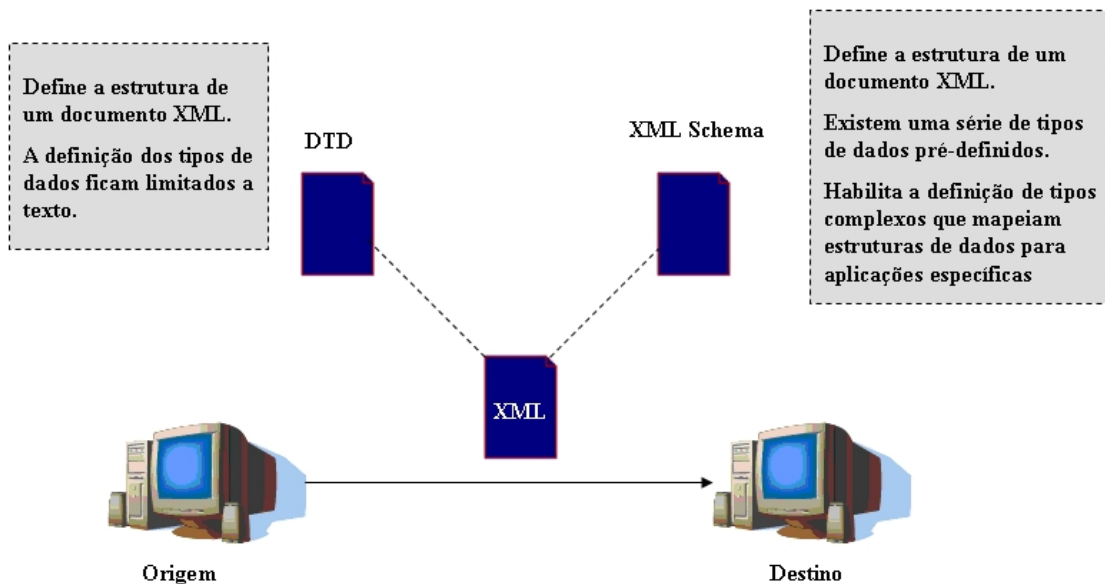 Define a estrutura de
um documento XML.
A definição dos tipos de
dados ficam limitados a
texto.
DTD
XML Schema
Define a estrutura de um
documento XML.
Existem uma série de tipos
de dados pré-definidos.
Habilita a definição de tipos
complexos que mapeiam
estruturas de dados para
aplicações específicas
XML
Origem
Destino